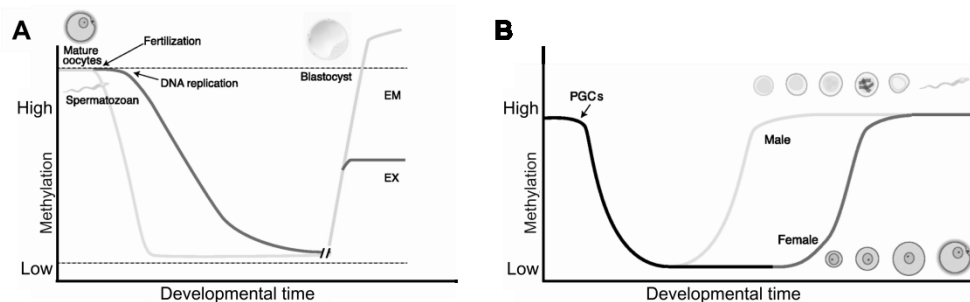 A
Mature
oocytes
Fertilization
DNA replication
Spermatozoan
Blastocyst
EM
EX
High
Low
Methylation
Developmental time
B
PGCs
Male
Female
High
Low
Methylation
Developmental time